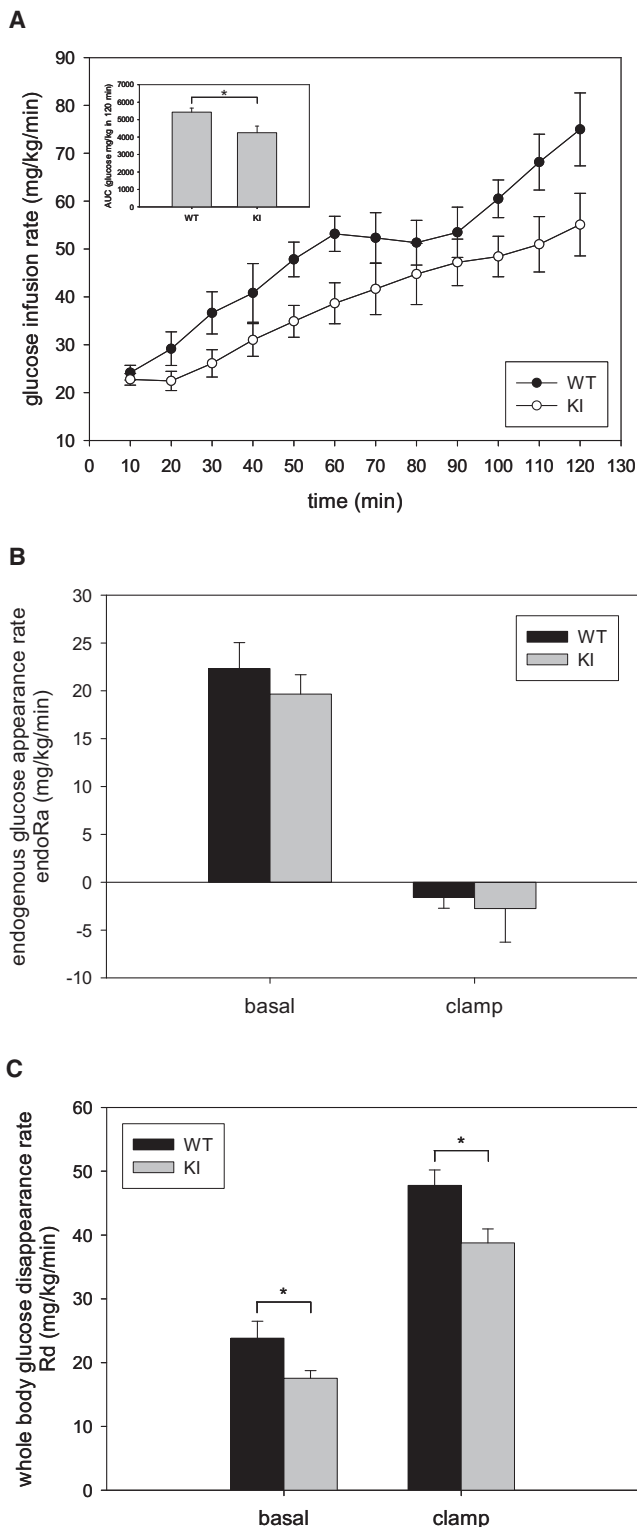 A
glucose infusion rate (mg/kg/min)
90
80
70
60
50
40
30
20
10
AUC (glucose mg/kg in 120 min)
7000
6000
5000
4000
3000
2000
1000
0
*
WT
KI
WT
KI
0 10 20 30 40 50 60 70 80 90 100 110 120 130
time (min)
B
endogenous glucose appearance rate
endoRa (mg/kg/min)
30
25
20
15
10
5
0
-5
-10
WT
KI
basal
clamp
C
whole body glucose disappearance rate
Rd (mg/kg/min)
60
50
40
30
20
10
0
WT
KI
*
*
basal
clamp